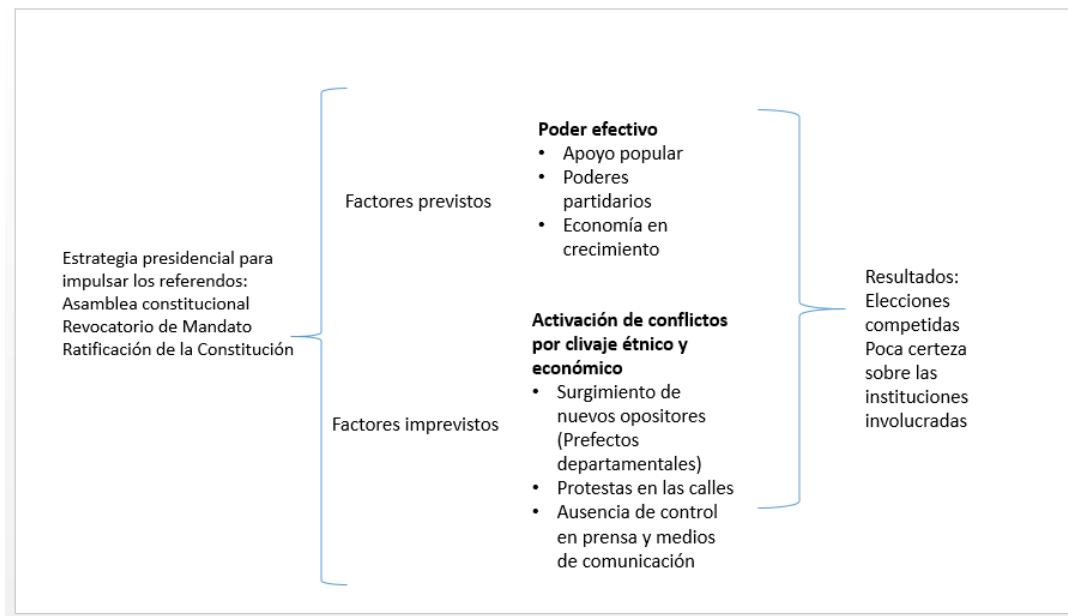 Estrategia presidencial para
impulsar los referendos:
Asamblea constitucional
Revocatorio de Mandato
Ratificación de la Constitución
Factores previstos
Poder efectivo
• Apoyo popular
• Poderes
partidarios
• Economía en
crecimiento
Factores imprevistos
Activación de conflictos
por clivaje étnico y
económico
• Surgimiento de
nuevos opositores
(Prefectos
departamentales)
• Protestas en las calles
• Ausencia de control
en prensa y medios
de comunicación
Resultados:
Elecciones
competidas
Poca certeza
sobre las
instituciones
involucradas